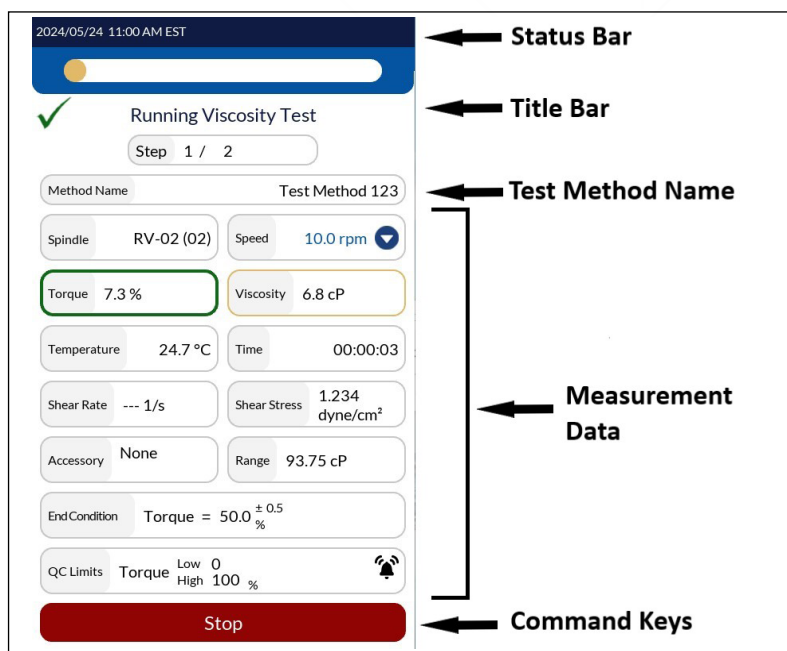 2024/05/24 11:00 AM EST
Status Bar
Running Viscosity Test
Title Bar
Step 1 / 2
Method Name Test Method 123
Test Method Name
Spindle RV-02 (02) Speed 10.0 rpm
Torque 7.3 % Viscosity 6.8 cP
Temperature 24.7 °C Time 00:00:03
Shear Rate --- 1/s Shear Stress 1.234
dyne/cm²
Measurement
Data
Accessory None Range 93.75 cP
End Condition Torque = 50.0 ± 0.5
%
QC Limits Torque Low 0
High 100 %
Stop
Command Keys